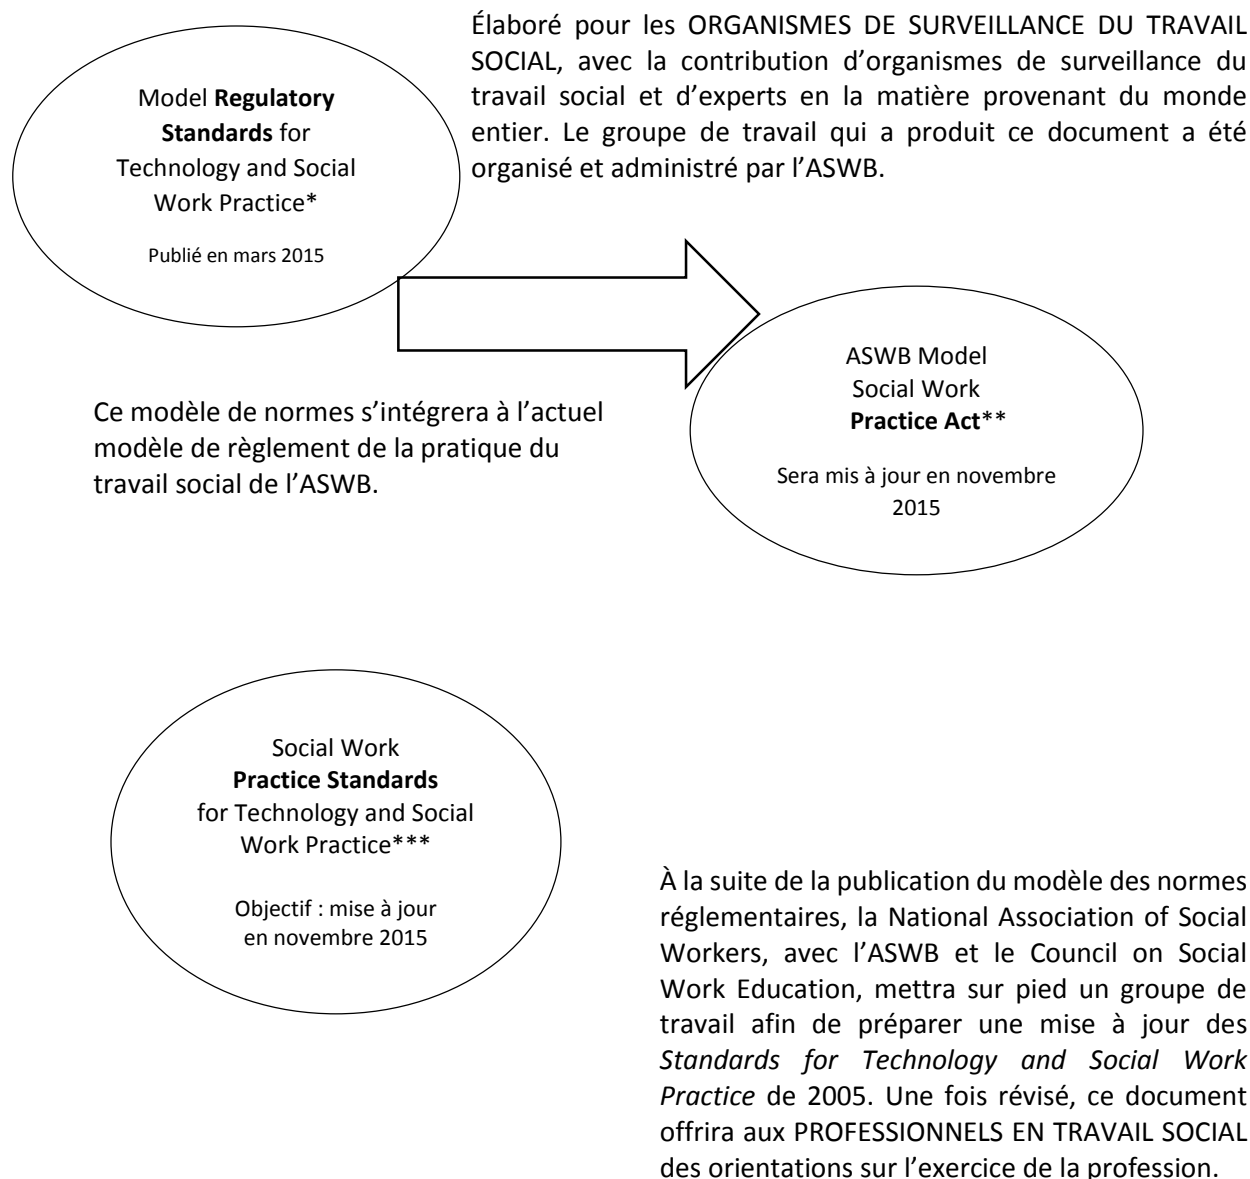 Élaboré pour les ORGANISMES DE SURVEILLANCE DU TRAVAIL
SOCIAL, avec la contribution d’organismes de surveillance du
travail social et d’experts en la matière provenant du monde
entier. Le groupe de travail qui a produit ce document a été
organisé et administré par l’ASWB.
Model Regulatory
Standards for
Technology and Social
Work Practice*
Publié en mars 2015
ASWB Model
Social Work
Practice Act**
Sera mis à jour en novembre
2015
Ce modèle de normes s’intégrera à l’actuel
modèle de règlement de la pratique du
travail social de l’ASWB.
Social Work
Practice Standards
for Technology and Social
Work Practice***
Objectif : mise à jour
en novembre 2015
À la suite de la publication du modèle des normes
réglementaires, la National Association of Social
Workers, avec l’ASWB et le Council on Social
Work Education, mettra sur pied un groupe de
travail afin de préparer une mise à jour des
Standards for Technology and Social Work
Practice de 2005. Une fois révisé, ce document
offrira aux PROFESSIONNELS EN TRAVAIL SOCIAL
des orientations sur l’exercice de la profession.